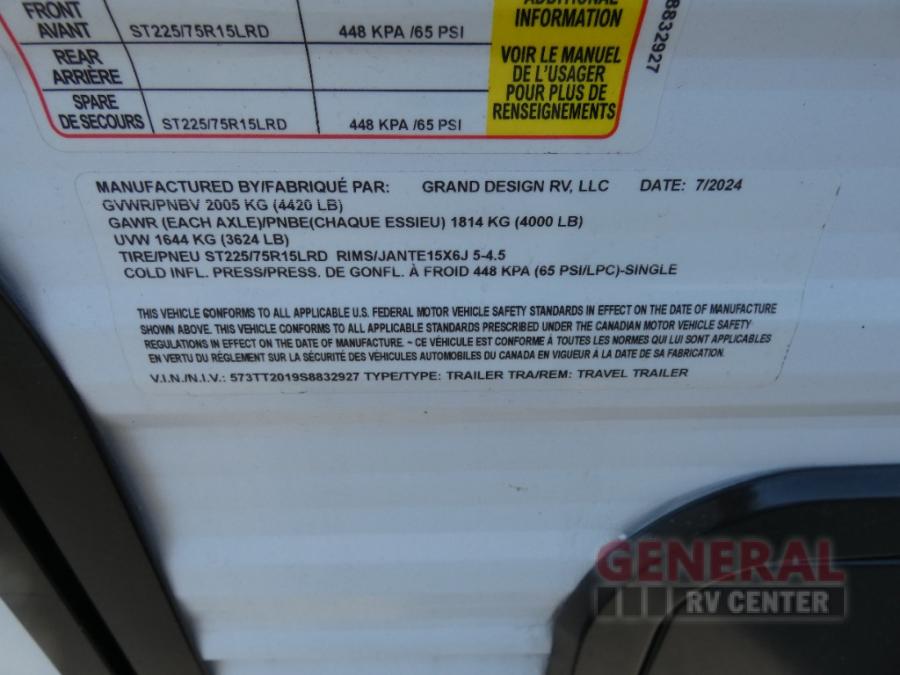 FRONT
AVANT ST225/75R15LRD 448 KPA /65 PSI
REAR
ARRIÈRE
SPARE
DE SECOURS ST225/75R15LRD 448 KPA /65 PSI
ADDITIONAL
INFORMATION
VOIR LE MANUEL
DE L'USAGER
POUR PLUS DE
RENSEIGNEMENTS
8832927
MANUFACTURED BY/FABRIQUÉ PAR: GRAND DESIGN RV, LLC DATE: 7/2024
GVWR/PNBV 2005 KG (4420 LB)
GAWR (EACH AXLE)/PNBE(CHAQUE ESSIEU) 1814 KG (4000 LB)
UVW 1644 KG (3624 LB)
TIRE/PNEU ST225/75R15LRD RIMS/JANTE15X6J 5-4.5
COLD INFL. PRESS/PRESS. DE GONFL. À FROID 448 KPA (65 PSI/LPC)-SINGLE
THIS VEHICLE CONFORMS TO ALL APPLICABLE U.S. FEDERAL MOTOR VEHICLE SAFETY STANDARDS IN EFFECT ON THE DATE OF MANUFACTURE
SHOWN ABOVE. THIS VEHICLE CONFORMS TO ALL APPLICABLE STANDARDS PRESCRIBED UNDER THE CANADIAN MOTOR VEHICLE SAFETY
REGULATIONS IN EFFECT ON THE DATE OF MANUFACTURE. ~ CE VÉHICULE EST CONFORME À TOUTES LES NORMES QUI LUI SONT APPLICABLES
EN VERTU DU RÉGLEMENT SUR LA SÉCURITÉ DES VÉHICULES AUTOMOBILES DU CANADA EN VIGUEUR À LA DATE DE SA FABRICATION.
V.I.N./N.I.V.: 573TT2019S8832927 TYPE/TYPE: TRAILER TRA/REM: TRAVEL TRAILER
GENERAL
RV CENTER